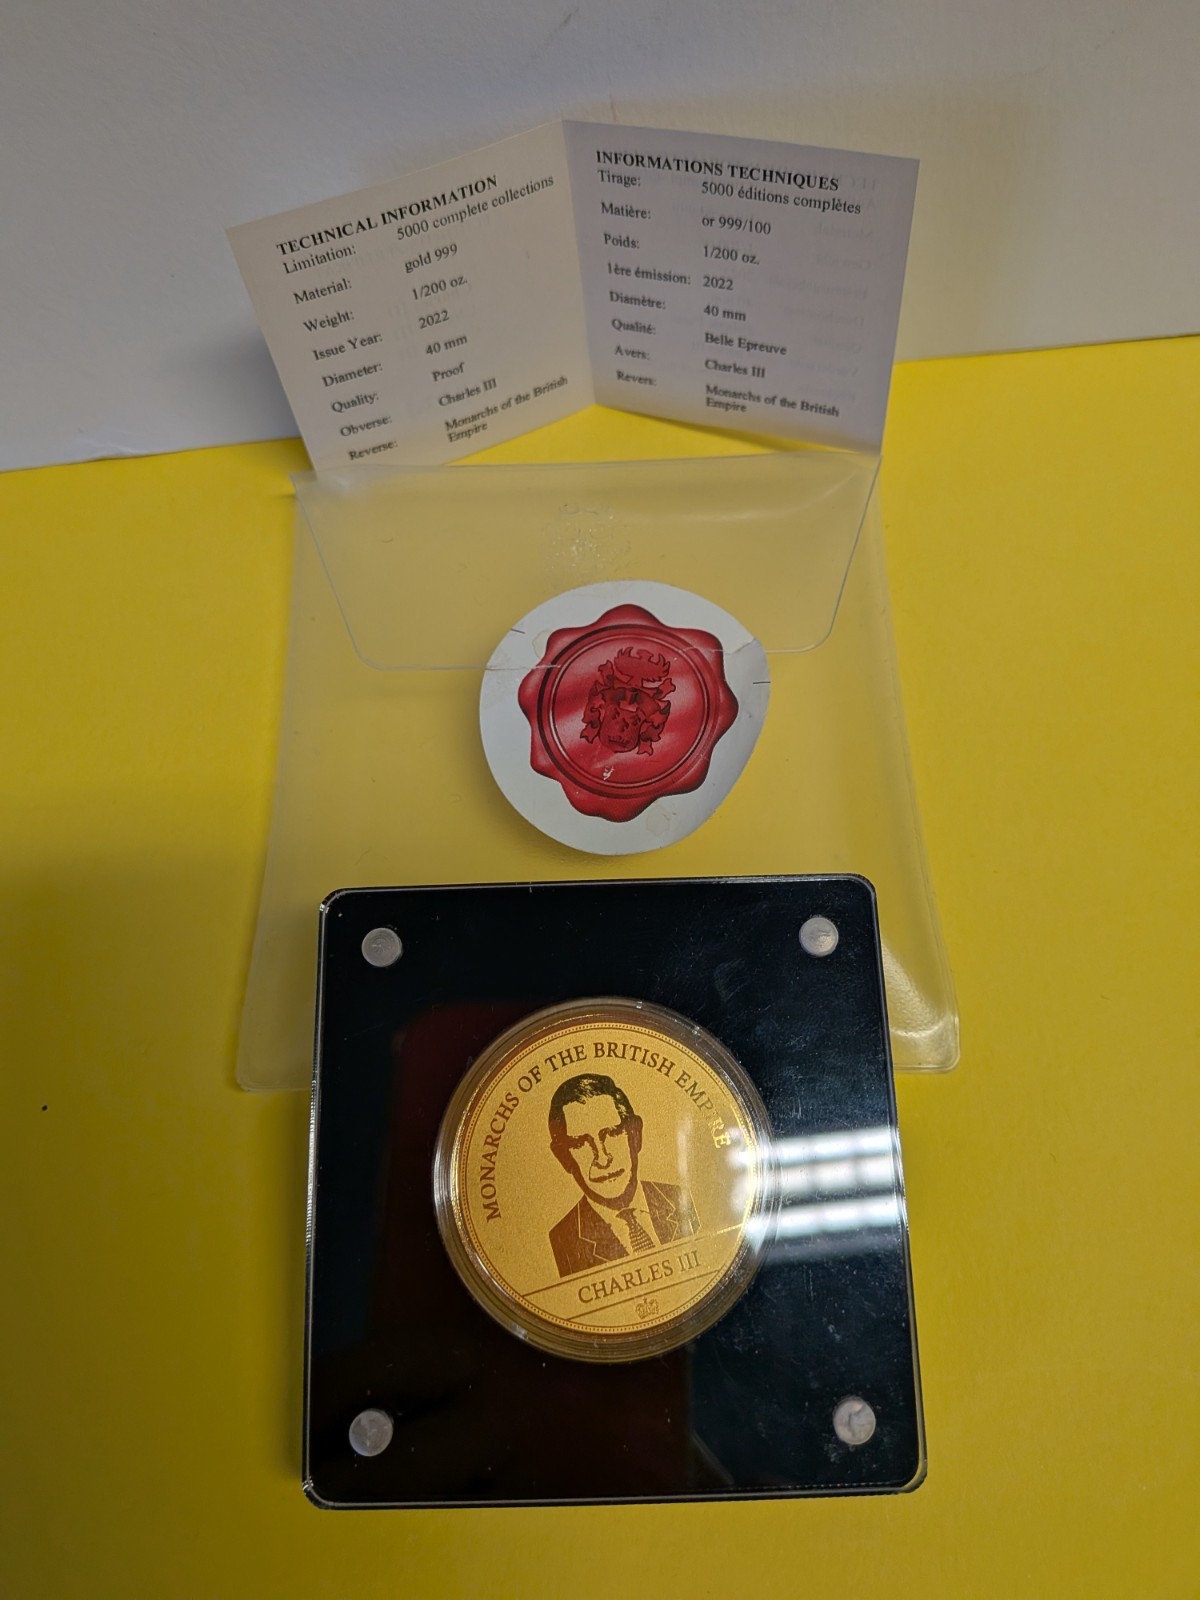 TECHNICAL INFORMATION
Limitation: 5000 complete collections
Material: gold 999
Weight: 1/200 oz.
Issue Year: 2022
Diameter: 40 mm
Quality: Proof
Obverse: Charles III
Reverse: Monarchs of the British
Empire
INFORMATIONS TECHNIQUES
Tirage: 5000 éditions complètes
Matière: or 999/100
Poids: 1/200 oz.
1ère émission: 2022
Diamètre: 40 mm
Qualité: Belle Epreuve
Avers: Charles III
Revers: Monarchs of the British
Empire
MONARCHS OF THE BRITISH EMPIRE
CHARLES III